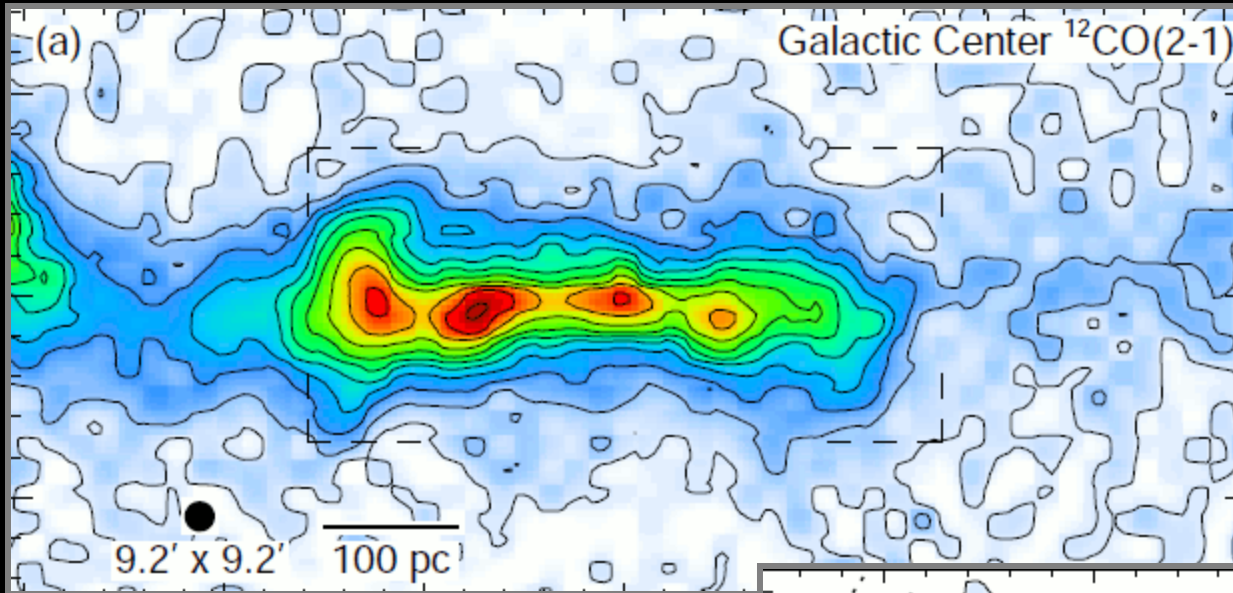 (a)
Galactic Center ¹²CO(2-1)
9.2′ x 9.2′
100 pc